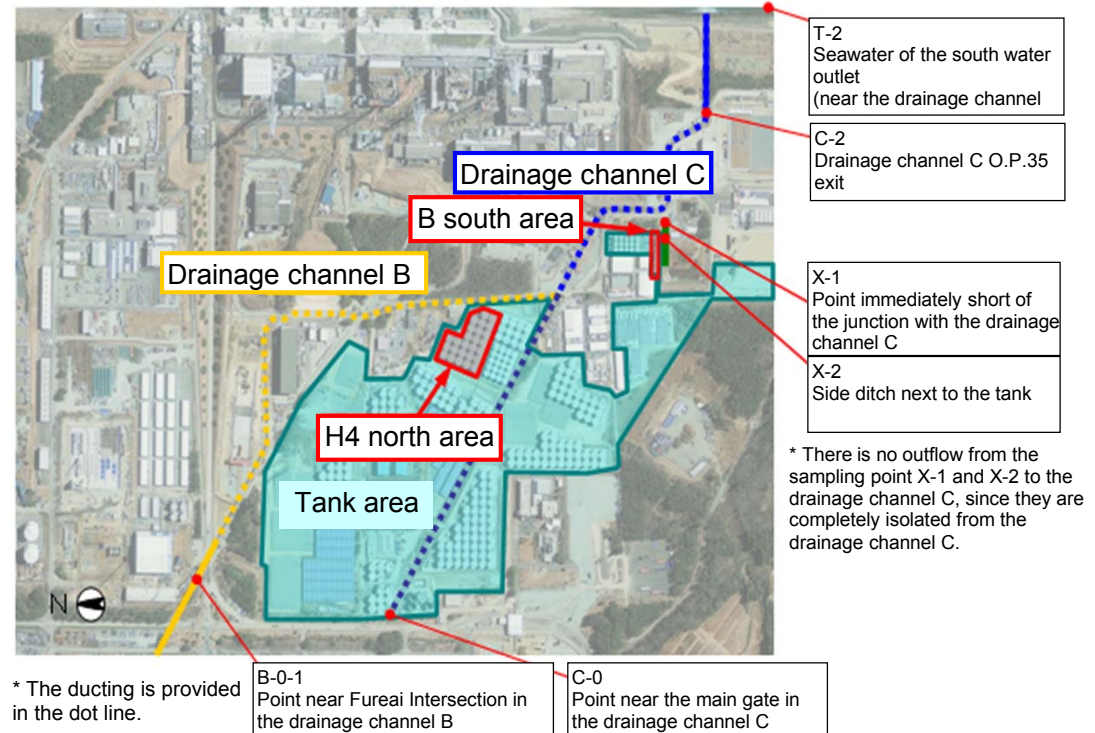 T-2
Seawater of the south water
outlet
(near the drainage channel
C-2
Drainage channel C O.P.35
exit
Drainage channel C
B south area
Drainage channel B
X-1
Point immediately short of
the junction with the drainage
channel C
X-2
Side ditch next to the tank
H4 north area
* There is no outflow from the
sampling point X-1 and X-2 to the
drainage channel C, since they are
completely isolated from the
drainage channel C.
Tank area
N
* The ducting is provided
in the dot line.
B-0-1
Point near Fureai Intersection in
the drainage channel B
C-0
Point near the main gate in
the drainage channel C